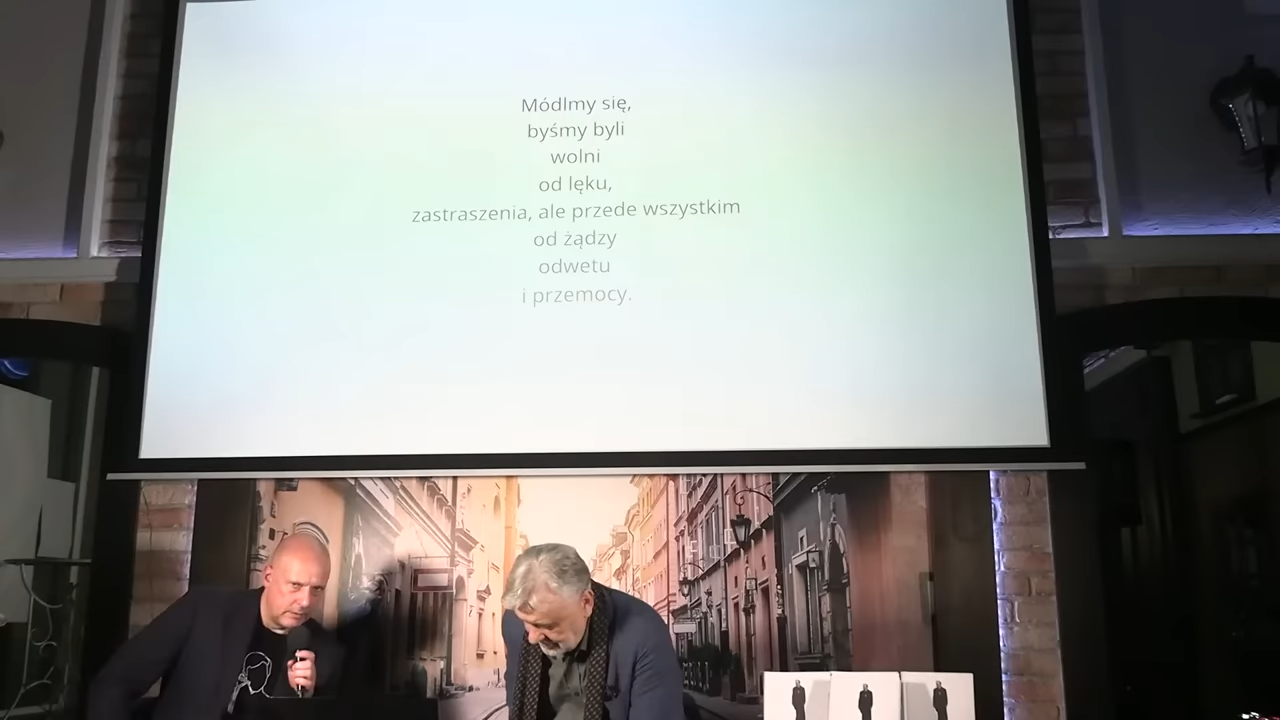 Módlmy się,
byśmy byli
wolni
od lęku,
zastraszenia, ale przede wszystkim
od żądzy
odwetu
i przemocy.